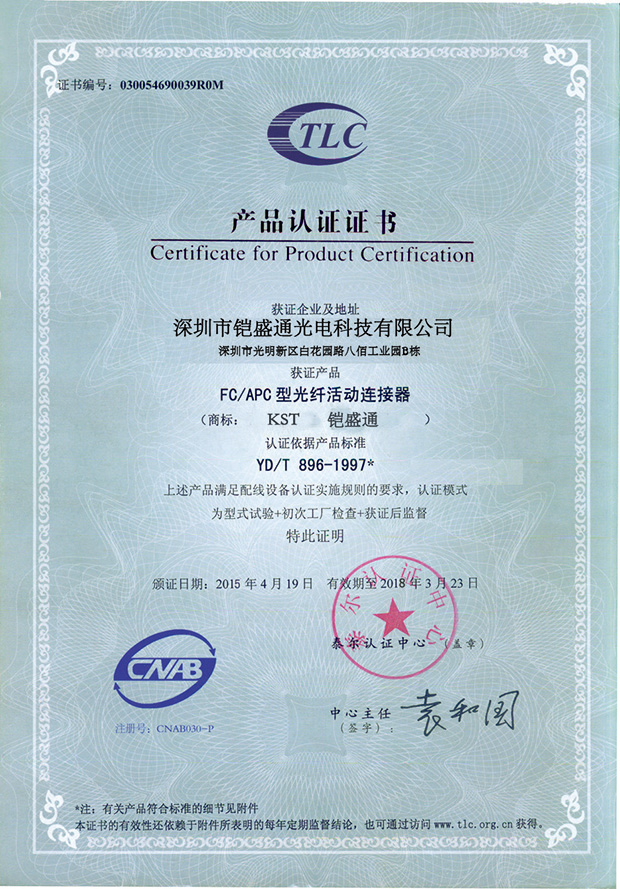 证书编号：030054690039R0M
TLC
产品认证证书
Certificate for Product Certification
获证企业及地址
深圳市铠盛通光电科技有限公司
深圳市光明新区白花园路八佰工业园B栋
获证产品
FC/APC 型光纤活动连接器
（商标： KST 铠盛通 ）
认证依据产品标准
YD/T 896-1997*
上述产品满足配线设备认证实施规则的要求，认证模式
为型式试验+初次工厂检查+获证后监督
特此证明
颁证日期：2015 年 4 月 19 日 有效期至 2018 年 3 月 23 日
泰尔认证中心
泰尔认证中心 （盖章）
CNAB
注册号：CNAB030-P
中心主任
（签字）：
袁和国
*注：有关产品符合标准的细节见附件
本证书的有效性还依赖于附件所表明的每年定期监督结论，也可通过访问 www.tlc.org.cn 获得。